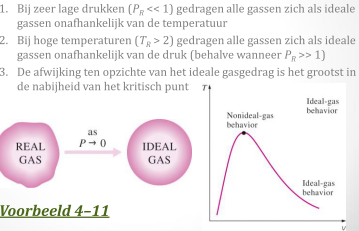 1. Bij zeer lage drukken (P_R << 1) gedragen alle gassen zich als ideale
gassen onafhankelijk van de temperatuur
2. Bij hoge temperaturen (T_R > 2) gedragen alle gassen zich als ideale
gassen onafhankelijk van de druk (behalve wanneer P_R >> 1)
3. De afwijking ten opzichte van het ideale gasgedrag is het grootst in
de nabijheid van het kritisch punt
REAL
GAS
as
P → 0
IDEAL
GAS
T
Ideal-gas
behavior
Nonideal-gas
behavior
Ideal-gas
behavior
v
Voorbeeld 4–11